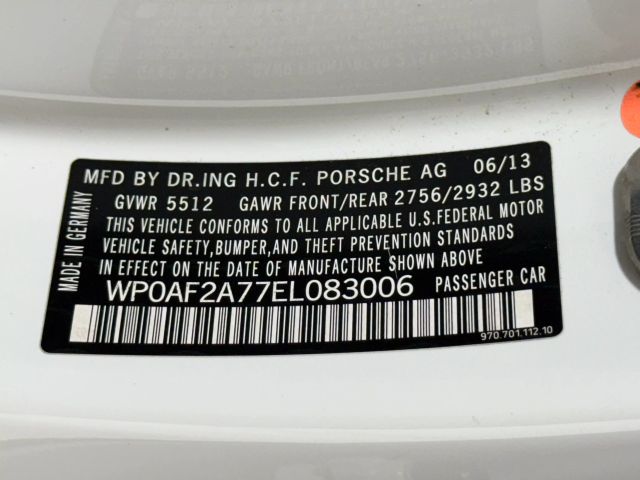 MFD BY DR.ING H.C.F. PORSCHE AG 06/13
GVWR 5512 GAWR FRONT/REAR 2756/2932 LBS
THIS VEHICLE CONFORMS TO ALL APPLICABLE U.S.FEDERAL MOTOR
VEHICLE SAFETY,BUMPER,AND THEFT PREVENTION STANDARDS
IN EFFECT ON THE DATE OF MANUFACTURE SHOWN ABOVE
WP0AF2A77EL083006 PASSENGER CAR
970.701.112.10
MADE IN GERMANY